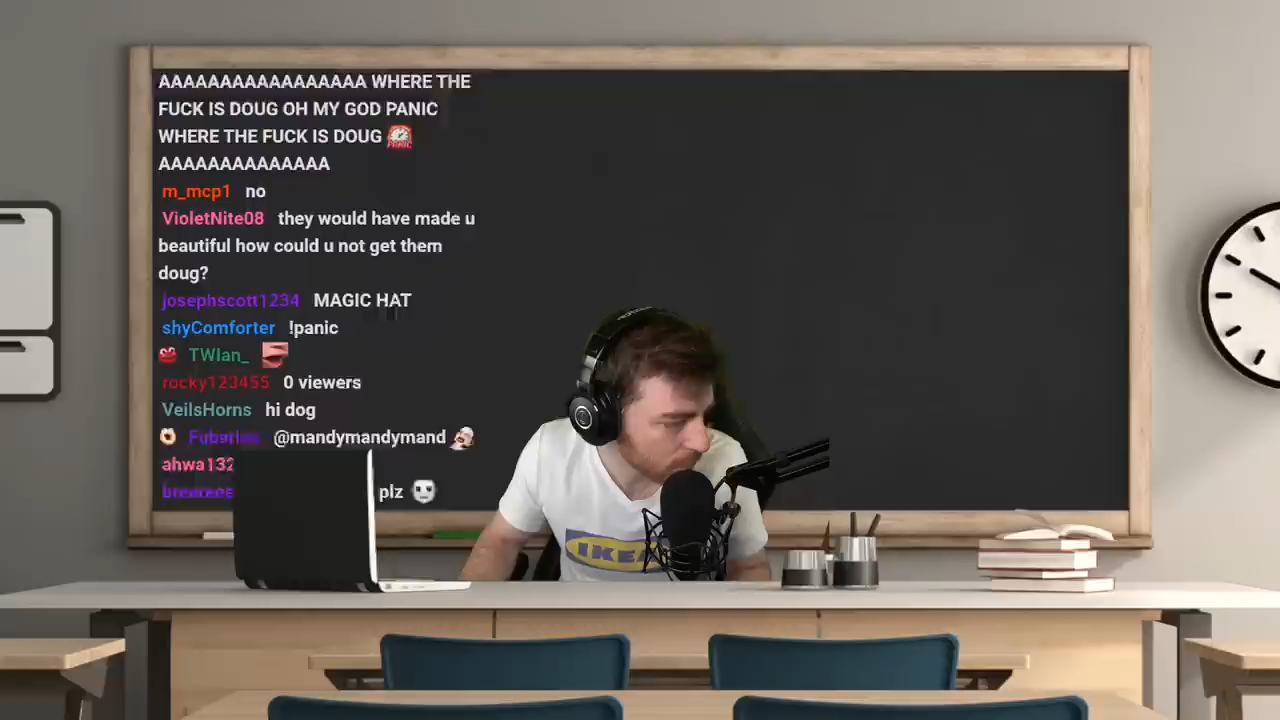 AAAAAAAAAAAAAAAAA WHERE THE
FUCK IS DOUG OH MY GOD PANIC
WHERE THE FUCK IS DOUG
AAAAAAAAAAAAAA
m_mcp1 no
VioletNite08 they would have made u
beautiful how could u not get them
doug?
josephscott1234 MAGIC HAT
shyComforter !panic
TWIan_
rocky123455 0 viewers
VeilsHorns hi dog
@mandymandymand
ahwa132
plz
IKEA